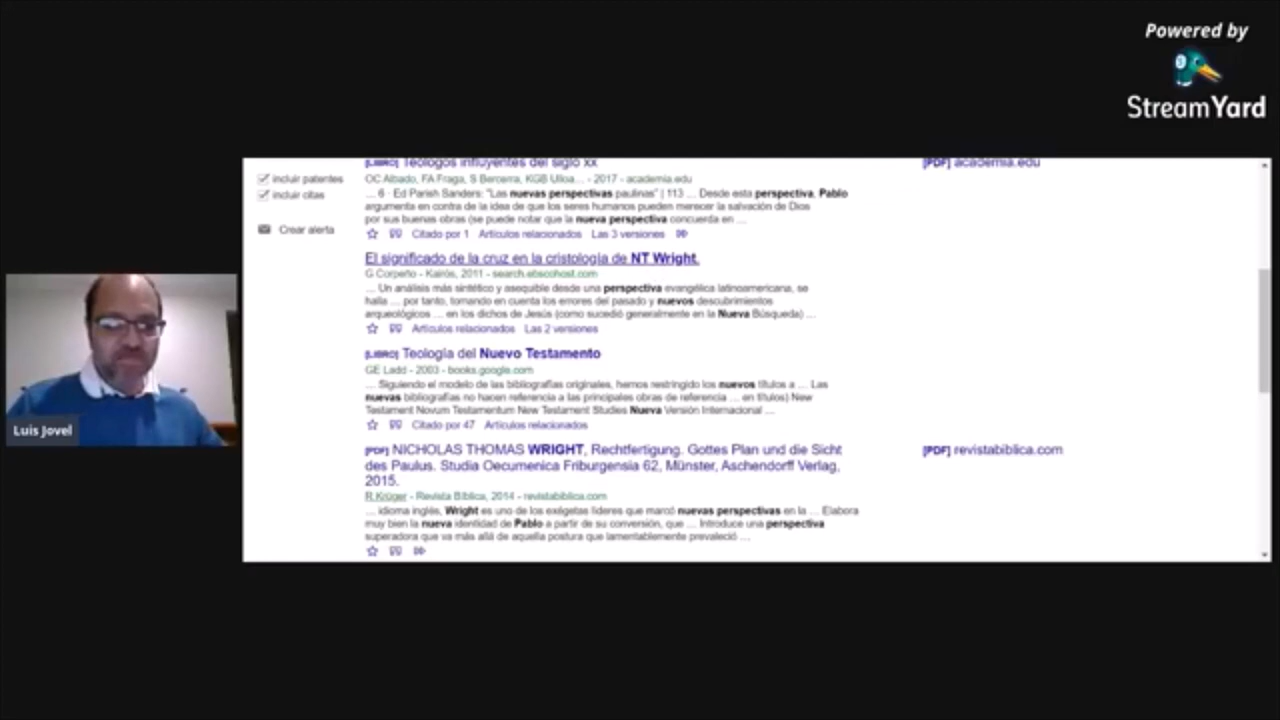 Powered by
StreamYard
[LIBRO] Teólogos influyentes del siglo xx
[PDF] academia.edu
incluir patentes
incluir citas
Crear alerta
OC Albado, FA Fraga, S Becerra, KGB Ulloa... - 2017 - academia.edu
... 6 · Ed Parish Sanders: "Las nuevas perspectivas paulinas" | 113 ... Desde esta perspectiva, Pablo
argumenta en contra de la idea de que los seres humanos pueden merecer la salvación de Dios
por sus buenas obras (se puede notar que la nueva perspectiva concuerda en ...
Citado por 1 Artículos relacionados Las 3 versiones
El significado de la cruz en la cristología de NT Wright.
G Corpeño - Kairós, 2011 - search.ebscohost.com
... Un análisis más sintético y asequible desde una perspectiva evangélica latinoamericana, se
halla ... por tanto, tomando en cuenta los errores del pasado y nuevos descubrimientos
arqueológicos ... en los dichos de Jesús (como sucedió generalmente en la Nueva Búsqueda) ...
Artículos relacionados Las 2 versiones
[LIBRO] Teología del Nuevo Testamento
GE Ladd - 2003 - books.google.com
... Siguiendo el modelo de las bibliografías originales, hemos restringido los nuevos títulos a ... Las
nuevas bibliografías no hacen referencia a las principales obras de referencia ... en títulos) New
Testament Novum Testamentum New Testament Studies Nueva Versión Internacional ...
Citado por 47 Artículos relacionados
[PDF] NICHOLAS THOMAS WRIGHT, Rechtfertigung. Gottes Plan und die Sicht
des Paulus. Studia Oecumenica Friburgensia 62, Münster, Aschendorff Verlag,
2015.
[PDF] revistabiblica.com
R Krüger - Revista Bíblica, 2014 - revistabiblica.com
... idioma inglés, Wright es uno de los exégetas líderes que marcó nuevas perspectivas en la ... Elabora
muy bien la nueva identidad de Pablo a partir de su conversión, que ... Introduce una perspectiva
superadora que va más allá de aquella postura que lamentablemente prevaleció ...
Luis Jovel